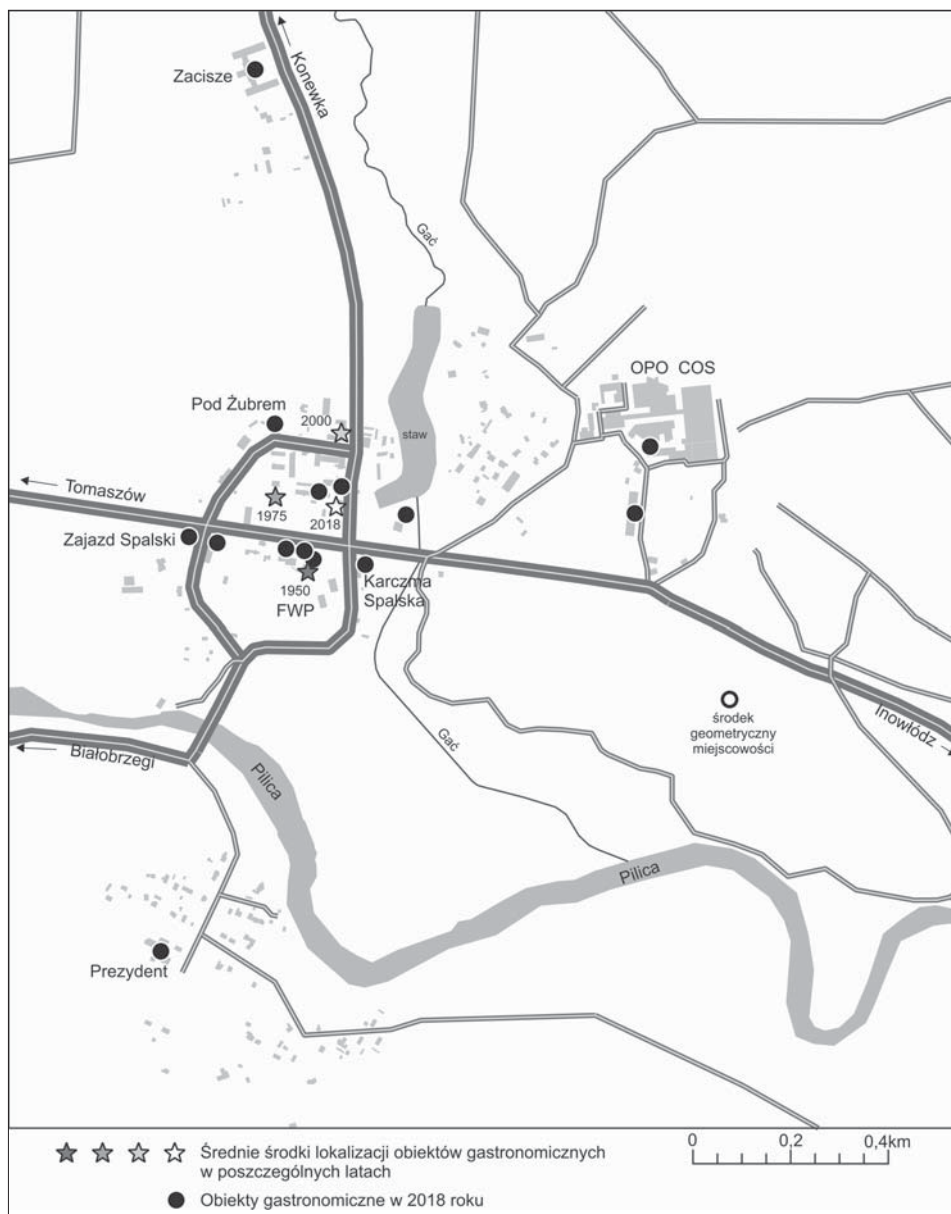 Zacisze
Konewka
Gać
OPO COS
Pod Żubrem
2000
staw
Tomaszów
1975
2018
Zajazd Spalski
1950
FWP
Karczma
Spalska
środek
geometryczny
miejscowości
Inowłódz
Białobrzegi
Gać
Pilica
Pilica
Prezydent
Średnie środki lokalizacji obiektów gastronomicznych
w poszczególnych latach
Obiekty gastronomiczne w 2018 roku
0 0,2 0,4km